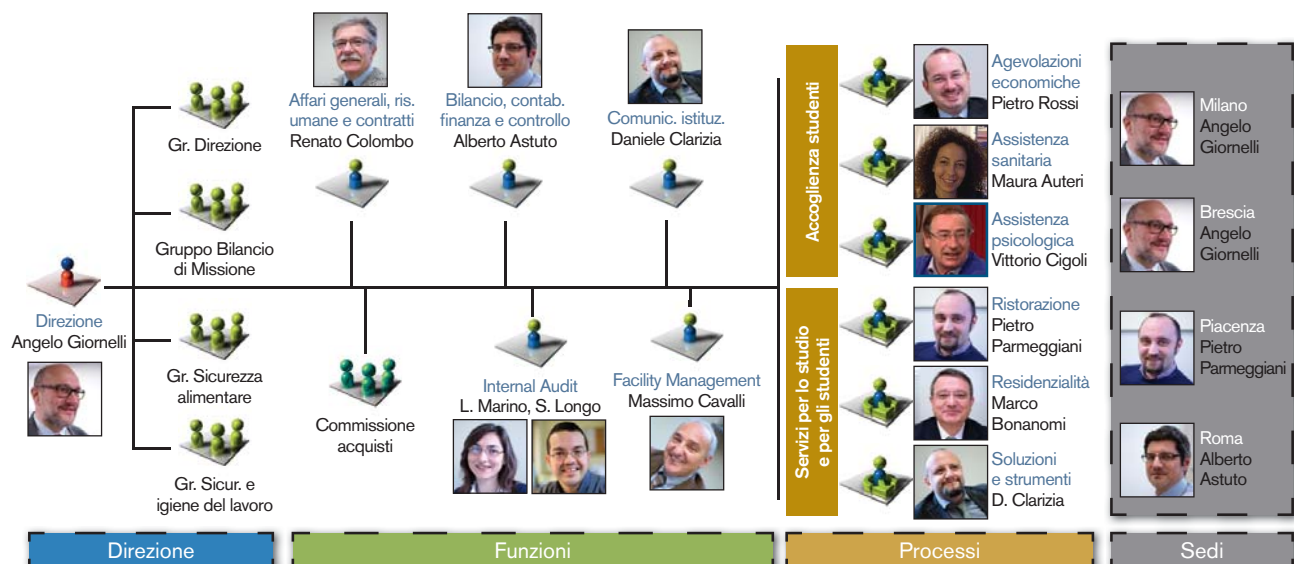 Direzione
Angelo Giornelli
Gr. Direzione
Gruppo Bilancio
di Missione
Gr. Sicurezza
alimentare
Gr. Sicur. e
igiene del lavoro
Affari generali, ris.
umane e contratti
Renato Colombo
Bilancio, contab.
finanza e controllo
Alberto Astuto
Comunic. istituz.
Daniele Clarizia
Commissione
acquisti
Internal Audit
L. Marino, S. Longo
Facility Management
Massimo Cavalli
Accoglienza studenti
Agevolazioni
economiche
Pietro Rossi
Assistenza
sanitaria
Maura Auteri
Assistenza
psicologica
Vittorio Cigoli
Servizi per lo studio
e per gli studenti
Ristorazione
Pietro
Parmeggiani
Residenzialità
Marco
Bonanomi
Soluzioni
e strumenti
D. Clarizia
Milano
Angelo
Giornelli
Brescia
Angelo
Giornelli
Piacenza
Pietro
Parmeggiani
Roma
Alberto
Astuto
Direzione
Funzioni
Processi
Sedi